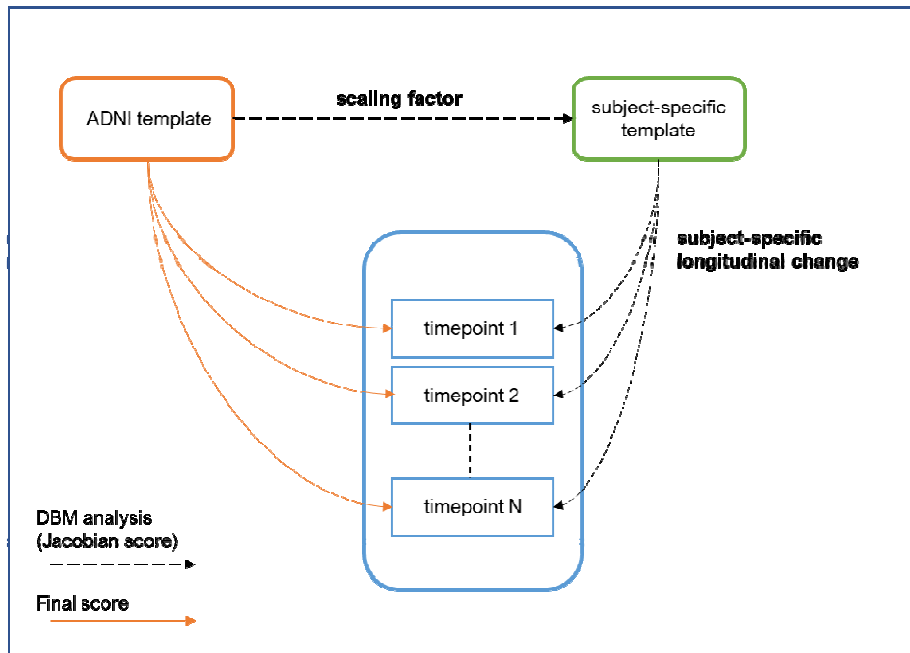 scaling factor
ADNI template
subject-specific
template
subject-specific
longitudinal change
timepoint 1
timepoint 2
timepoint N
DBM analysis
(Jacobian score)
Final score